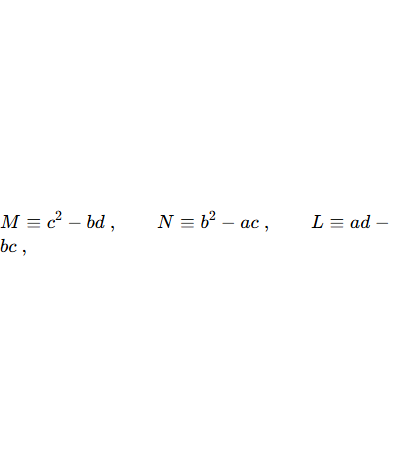 M ≡ c² − bd , N ≡ b² − ac , L ≡ ad −
bc ,